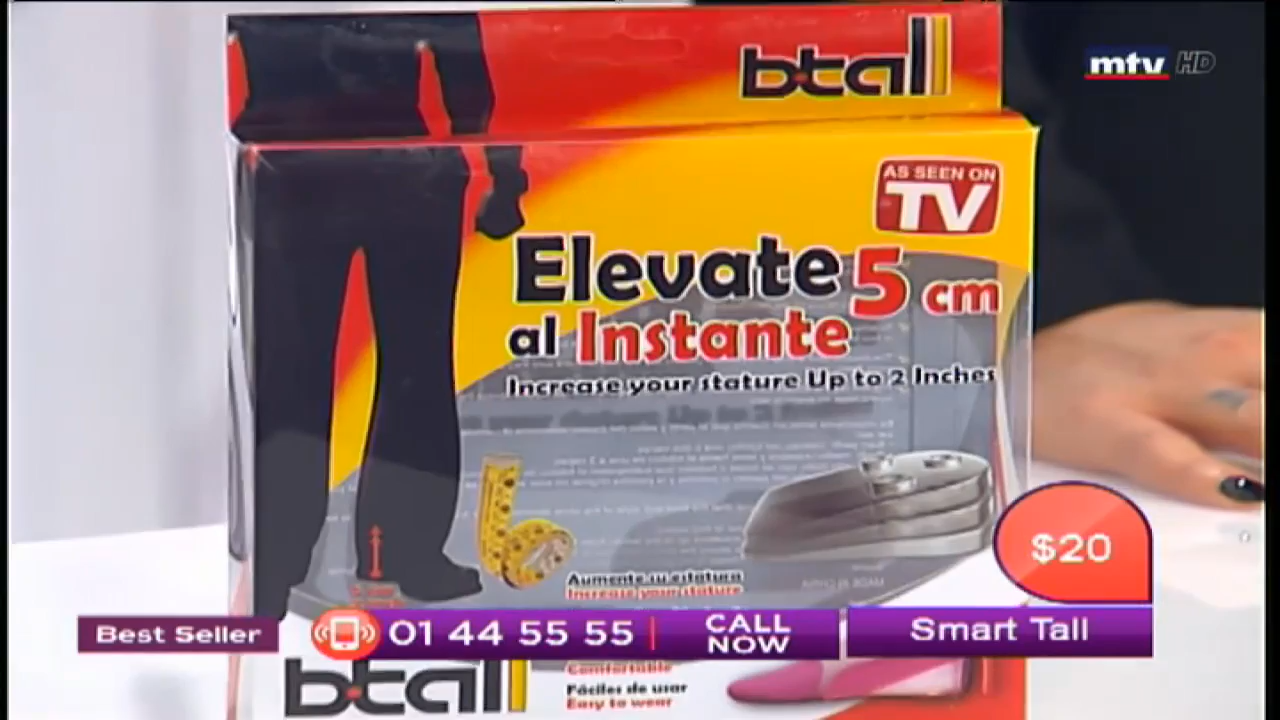 btall
mtv HD
AS SEEN ON
TV
Elevate 5 cm
al Instante
Increase your stature Up to 2 Inches
$20
Aumente su estatura
Increase your stature
Best Seller
01 44 55 55
CALL
NOW
Smart Tall
btall
Comfortable
Fáciles de usar
Easy to wear